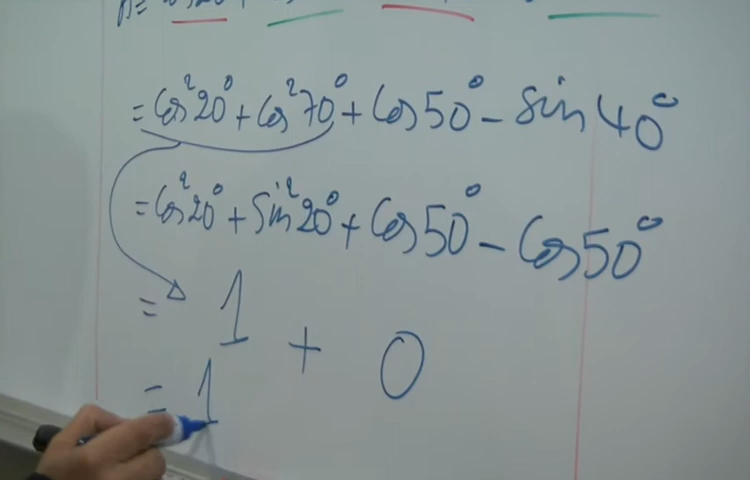 = Cos²20° + Cos²70° + Cos50° - Sin40°
= Cos²20° + Sin²20° + Cos50° - Cos50°
= 1 + 0
= 1